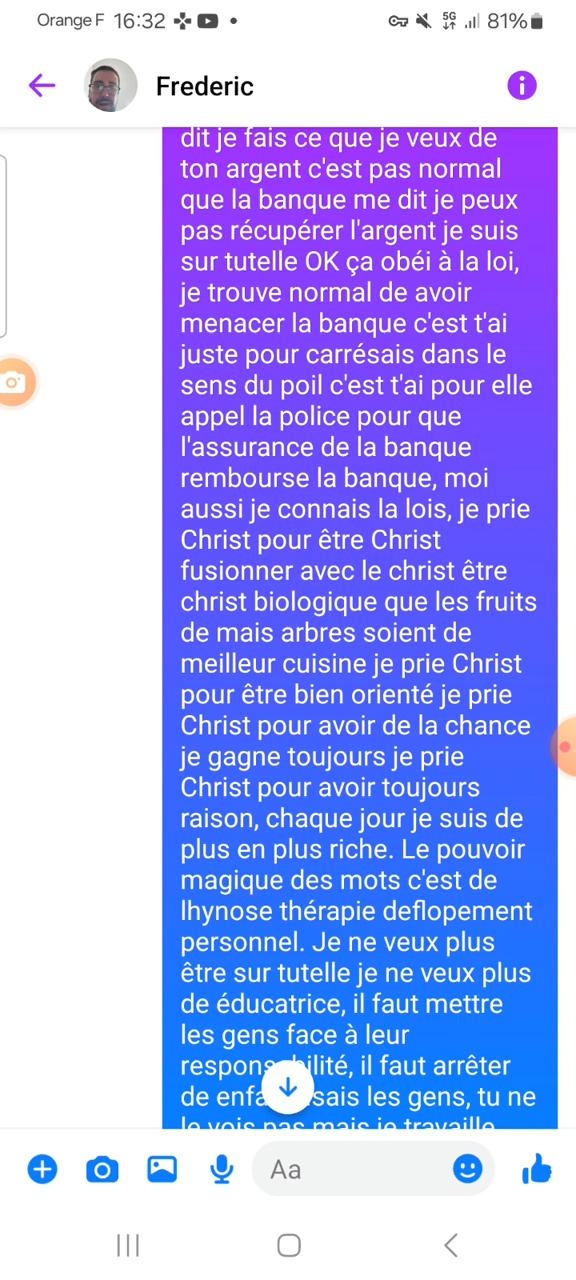 Orange F 16:32 81%
5G
Frederic
dit je fais ce que je veux de
ton argent c'est pas normal
que la banque me dit je peux
pas récupérer l'argent je suis
sur tutelle OK ça obéi à la loi,
je trouve normal de avoir
menacer la banque c'est t'ai
juste pour carrésais dans le
sens du poil c'est t'ai pour elle
appel la police pour que
l'assurance de la banque
rembourse la banque, moi
aussi je connais la lois, je prie
Christ pour être Christ
fusionner avec le christ être
christ biologique que les fruits
de mais arbres soient de
meilleur cuisine je prie Christ
pour être bien orienté je prie
Christ pour avoir de la chance
je gagne toujours je prie
Christ pour avoir toujours
raison, chaque jour je suis de
plus en plus riche. Le pouvoir
magique des mots c'est de
lhynose thérapie deflopement
personnel. Je ne veux plus
être sur tutelle je ne veux plus
de éducatrice, il faut mettre
les gens face à leur
il faut arrêter
de les gens, tu ne
le vois pas mais je travaille
Aa